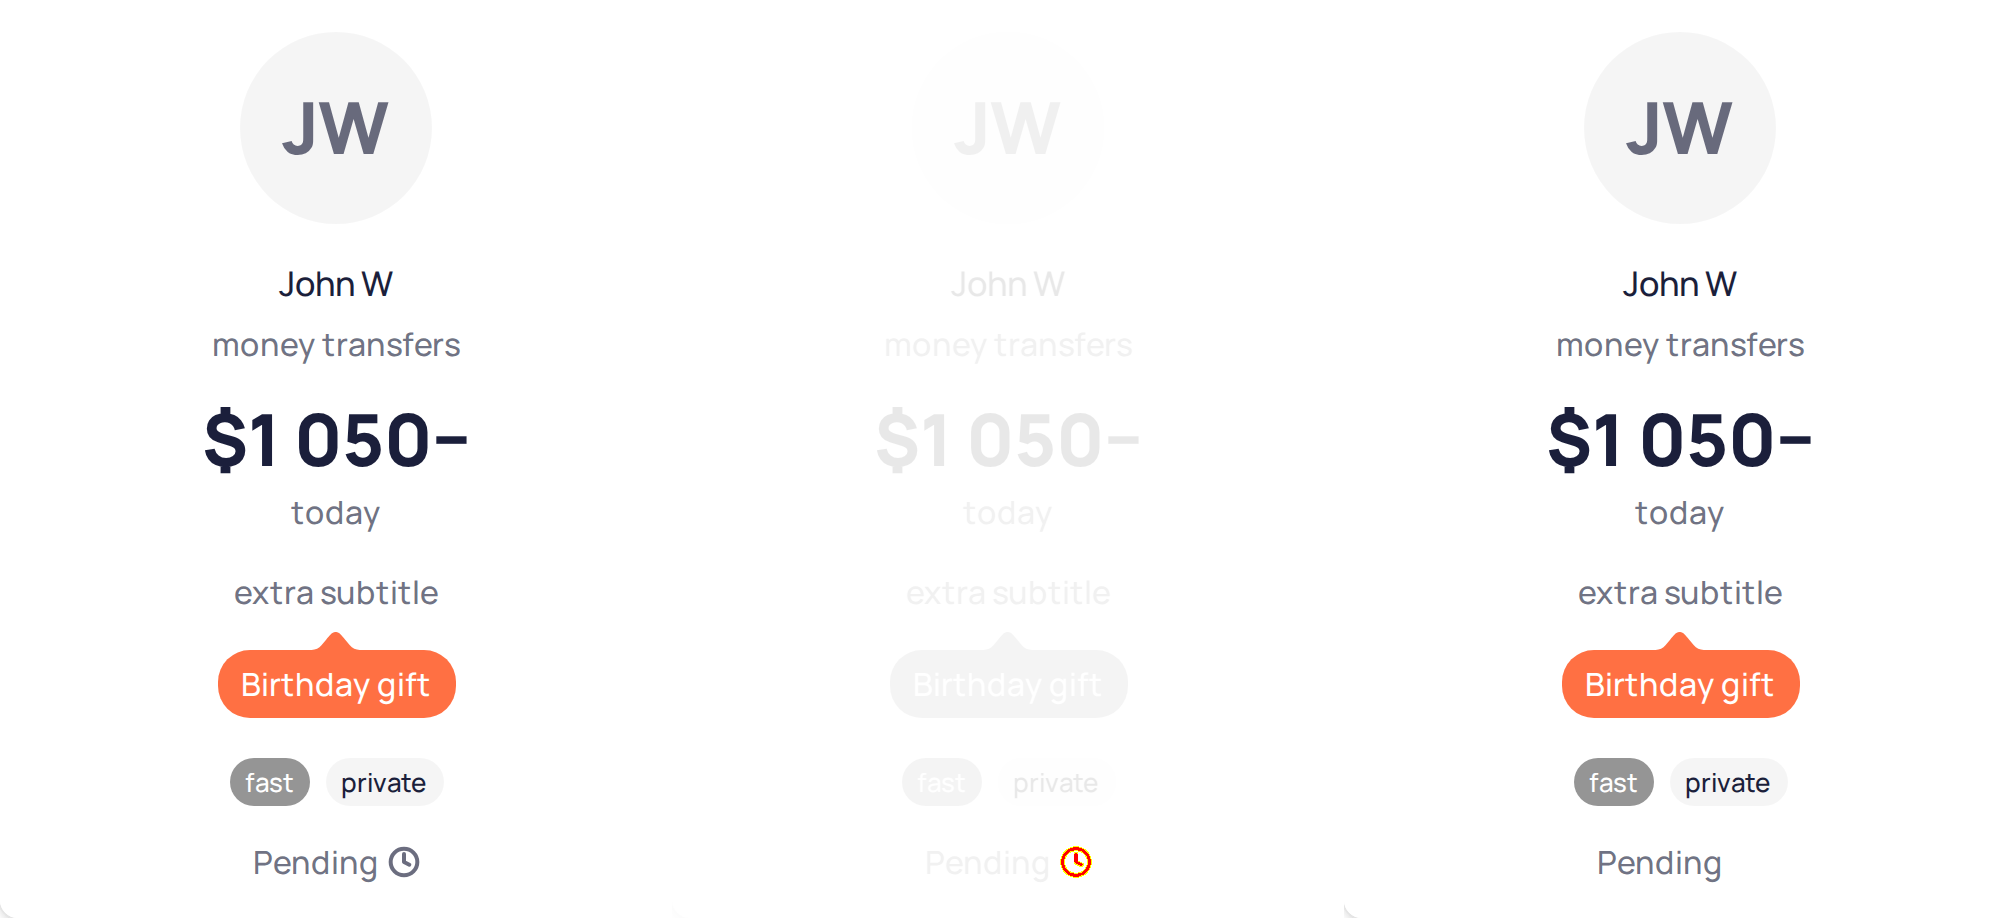 JW
John W
money transfers
$1 050–
today
extra subtitle
Birthday gift
fast private
Pending
JW
John W
money transfers
$1 050–
today
extra subtitle
Birthday gift
fast private
Pending
JW
John W
money transfers
$1 050–
today
extra subtitle
Birthday gift
fast private
Pending